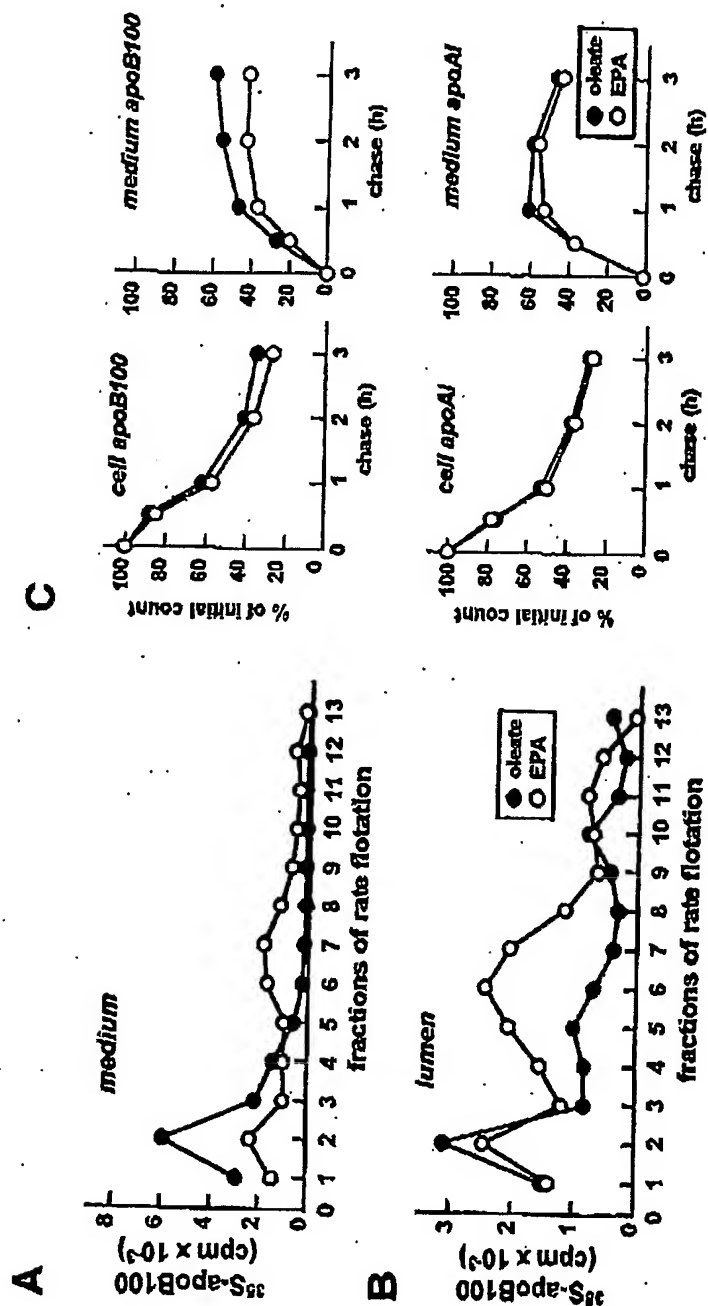 A
medium
8
6
4
2
0
³⁵S-apoB100
(cpm x 10⁻³)
0 1 2 3 4 5 6 7 8 9 10 11 12 13
fractions of rate flotation
B
lumen
oleate
EPA
3
2
1
0
³⁵S-apoB100
(cpm x 10⁻³)
0 1 2 3 4 5 6 7 8 9 10 11 12 13
fractions of rate flotation
C
cell apoB100
100
80
60
40
20
0
% of initial count
0 1 2 3
chase (h)
medium apoB100
100
80
60
40
20
0
0 1 2 3
chase (h)
cell apoAI
100
80
60
40
20
0
% of initial count
0 1 2 3
chase (h)
medium apoAI
oleate
EPA
100
80
60
40
20
0
0 1 2 3
chase (h)